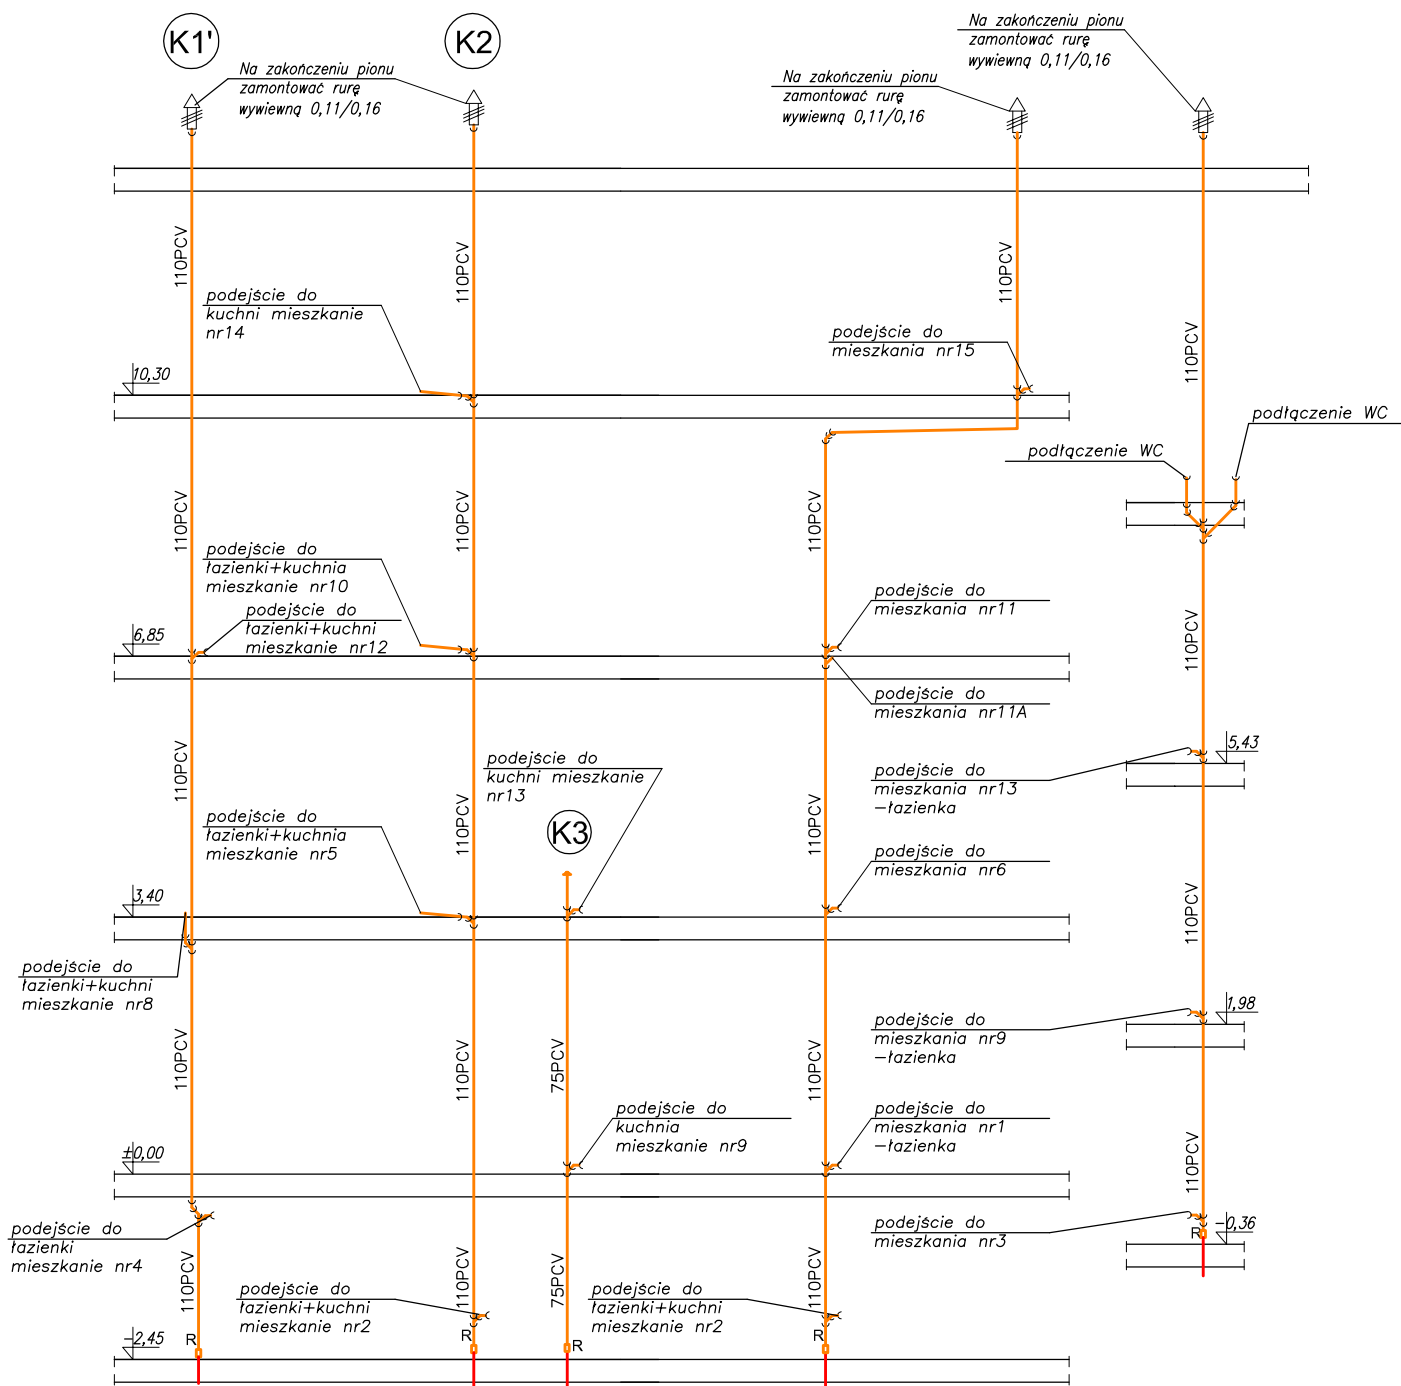 K1'
K2
Na zakończeniu pionu
zamontować rurę
wywiewną 0,11/0,16
Na zakończeniu pionu
zamontować rurę
wywiewną 0,11/0,16
Na zakończeniu pionu
zamontować rurę
wywiewną 0,11/0,16
110PCV
110PCV
110PCV
110PCV
podejście do
kuchni mieszkanie
nr14
podejście do
mieszkania nr15
10,30
podłączenie WC
podłączenie WC
110PCV
110PCV
110PCV
podejście do
łazienki+kuchnia
mieszkanie nr10
podejście do
łazienki+kuchni
mieszkanie nr12
podejście do
mieszkania nr11
6,85
110PCV
podejście do
mieszkania nr11A
110PCV
110PCV
110PCV
podejście do
kuchni mieszkanie
nr13
5,43
podejście do
mieszkania nr13
-łazienka
podejście do
łazienki+kuchnia
mieszkanie nr5
K3
podejście do
mieszkania nr6
3,40
110PCV
podejście do
łazienki+kuchni
mieszkanie nr8
1,98
podejście do
mieszkania nr9
-łazienka
110PCV
110PCV
75PCV
110PCV
podejście do
kuchnia
mieszkanie nr9
podejście do
mieszkania nr1
-łazienka
±0,00
110PCV
podejście do
łazienki
mieszkanie nr4
podejście do
mieszkania nr3
R
-0,36
110PCV
110PCV
75PCV
110PCV
podejście do
łazienki+kuchni
mieszkanie nr2
podejście do
łazienki+kuchni
mieszkanie nr2
-2,45
R
R
R
R